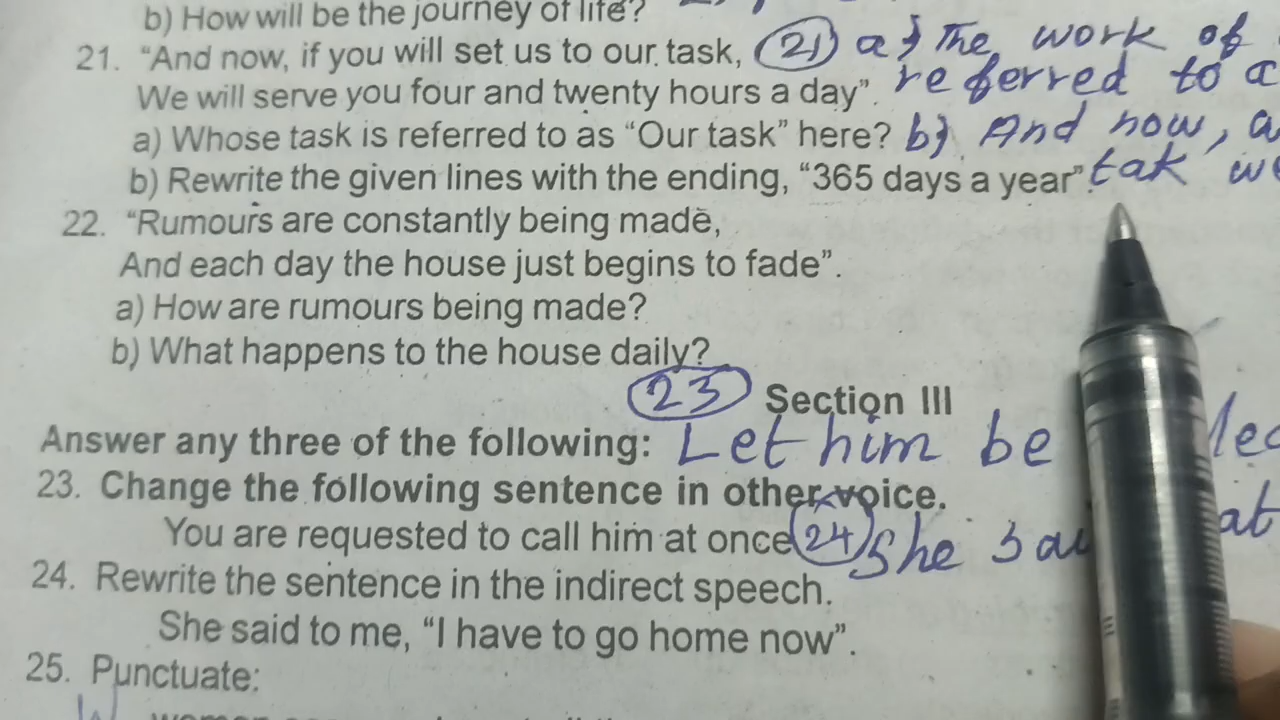 b) How will be the journey of life?
21. “And now, if you will set us to our task, (21) a} The work of
We will serve you four and twenty hours a day”. referred to a
a) Whose task is referred to as “Our task” here? b} And now, a
b) Rewrite the given lines with the ending, “365 days a year”. tak we
22. “Rumours are constantly being made,
And each day the house just begins to fade”.
a) How are rumours being made?
b) What happens to the house daily?
(23) Section III
Answer any three of the following: Let him be
23. Change the following sentence in other voice.
You are requested to call him at once (24) She
24. Rewrite the sentence in the indirect speech.
She said to me, “I have to go home now”.
25. Punctuate: